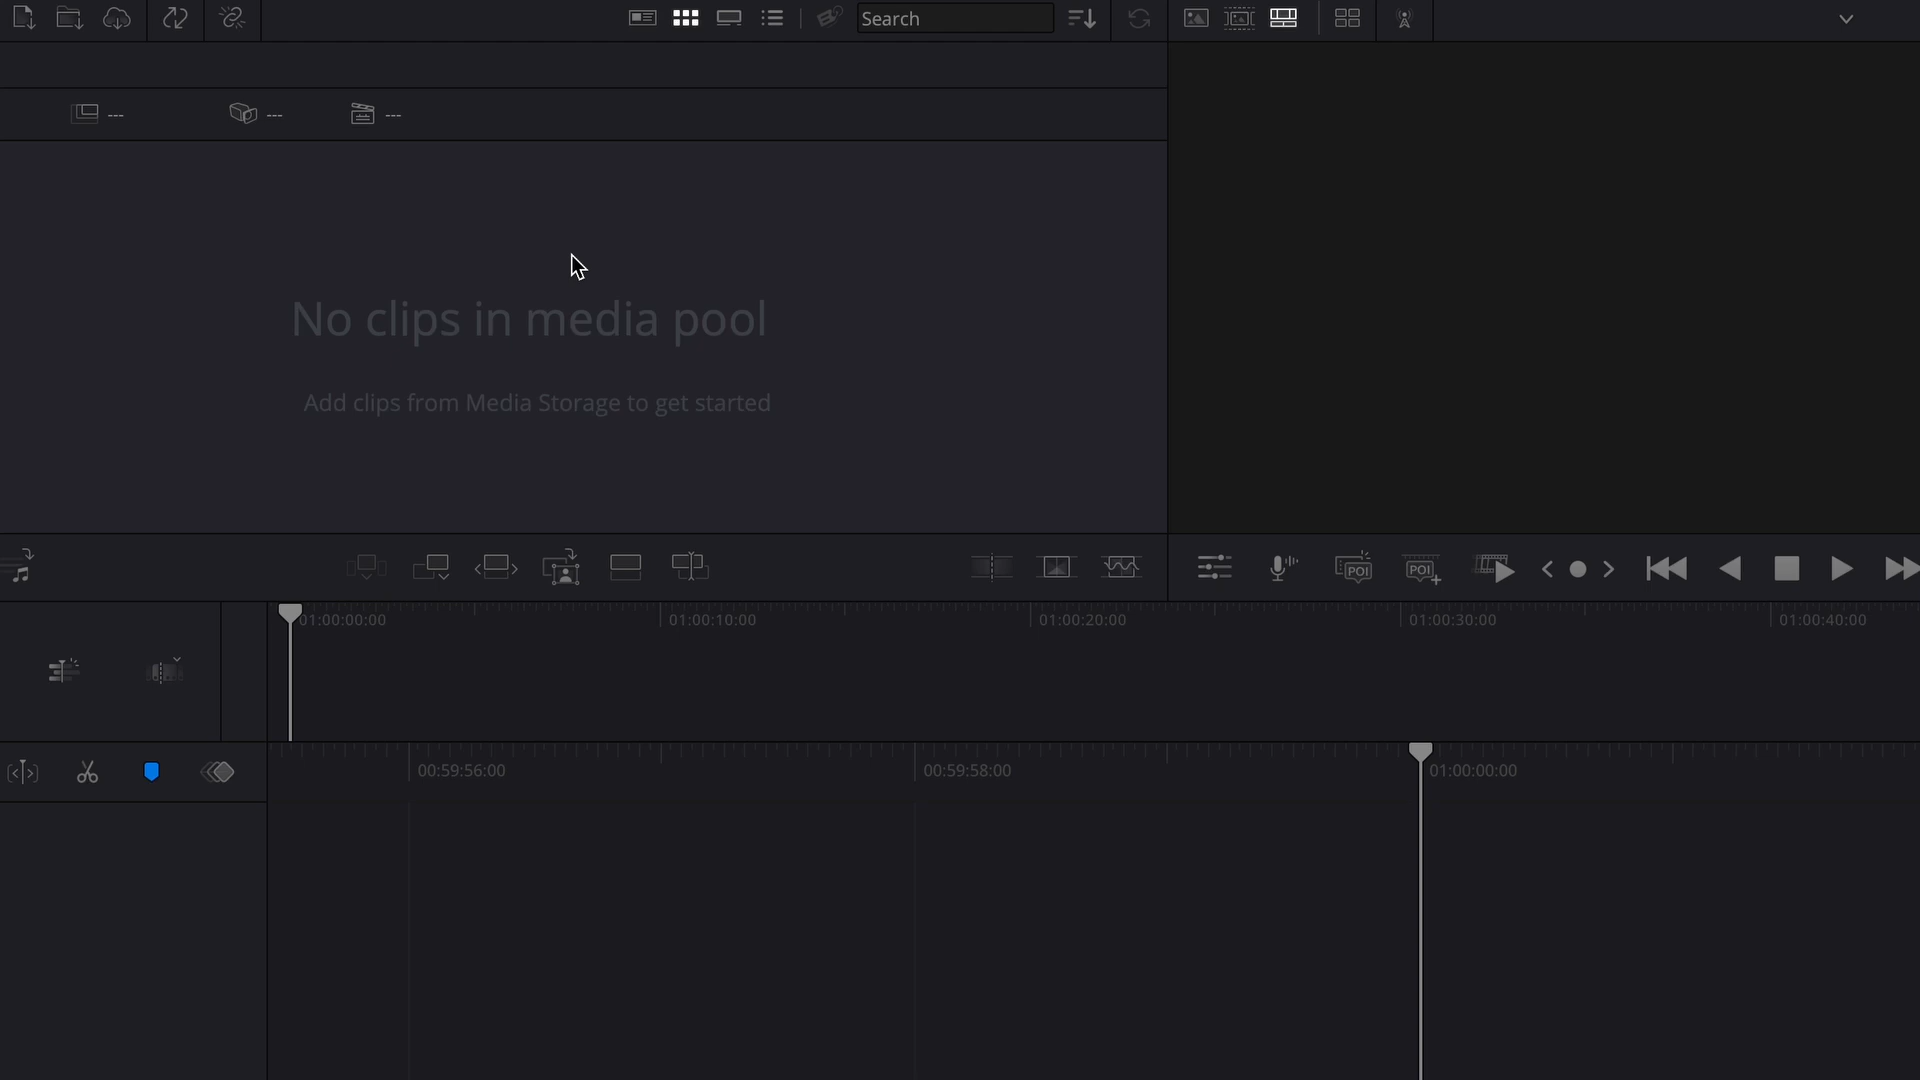 Search
---
---
---
No clips in media pool
Add clips from Media Storage to get started
POI
POI
01:00:00:00
01:00:10:00
01:00:20:00
01:00:30:00
01:00:40:00
00:59:56:00
00:59:58:00
01:00:00:00